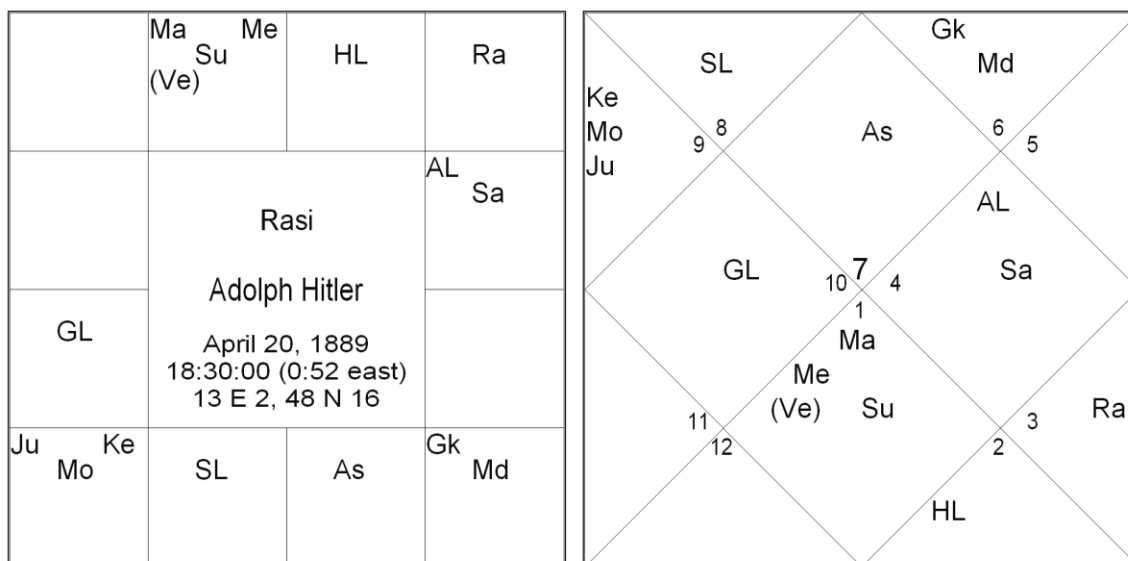 Ma Me
Su
(Ve)
HL
Ra
AL
Sa
Rasi
Adolph Hitler
April 20, 1889
18:30:00 (0:52 east)
13 E 2, 48 N 16
GL
Ju Ke
Mo
SL
As
Gk
Md
SL
Gk
Md
Ke
Mo
Ju
As
8
9
6
5
AL
GL
Sa
10 7 4
1
Ma
Me
(Ve) Su
Ra
11
12
3
2
HL